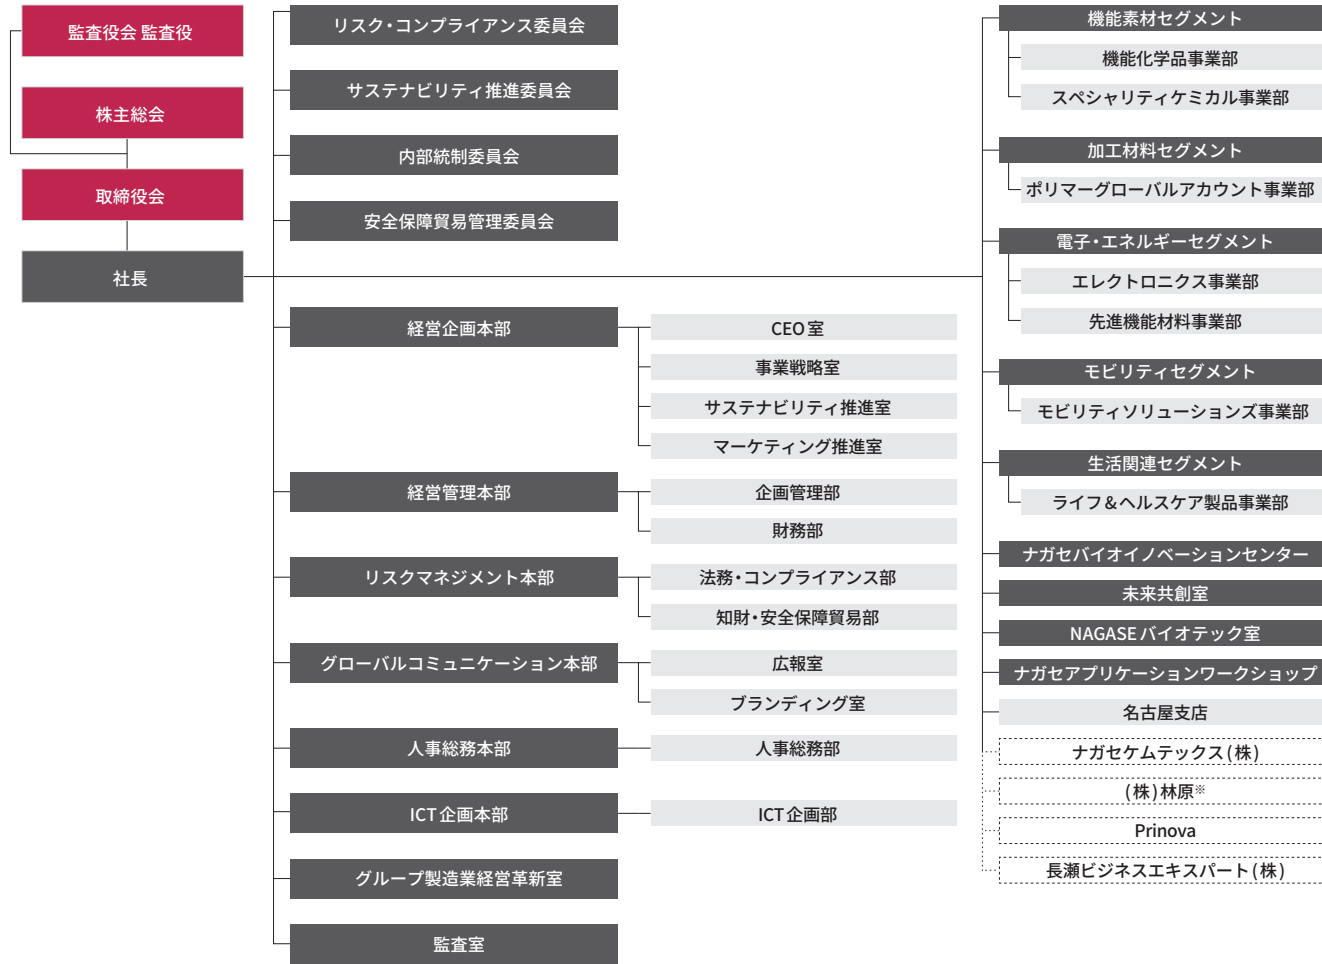 監査役会 監査役
株主総会
取締役会
社長
リスク・コンプライアンス委員会
サステナビリティ推進委員会
内部統制委員会
安全保障貿易管理委員会
経営企画本部
CEO室
事業戦略室
サステナビリティ推進室
マーケティング推進室
経営管理本部
企画管理部
財務部
リスクマネジメント本部
法務・コンプライアンス部
知財・安全保障貿易部
グローバルコミュニケーション本部
広報室
ブランディング室
人事総務本部
人事総務部
ICT企画本部
ICT企画部
グループ製造業経営革新室
監査室
機能素材セグメント
機能化学品事業部
スペシャリティケミカル事業部
加工材料セグメント
ポリマーグローバルアカウント事業部
電子・エネルギーセグメント
エレクトロニクス事業部
先進機能材料事業部
モビリティセグメント
モビリティソリューションズ事業部
生活関連セグメント
ライフ&ヘルスケア製品事業部
ナガセバイオイノベーションセンター
未来共創室
NAGASEバイオテック室
ナガセアプリケーションワークショップ
名古屋支店
ナガセケムテックス(株)
(株)林原※
Prinova
長瀬ビジネスエキスパート(株)